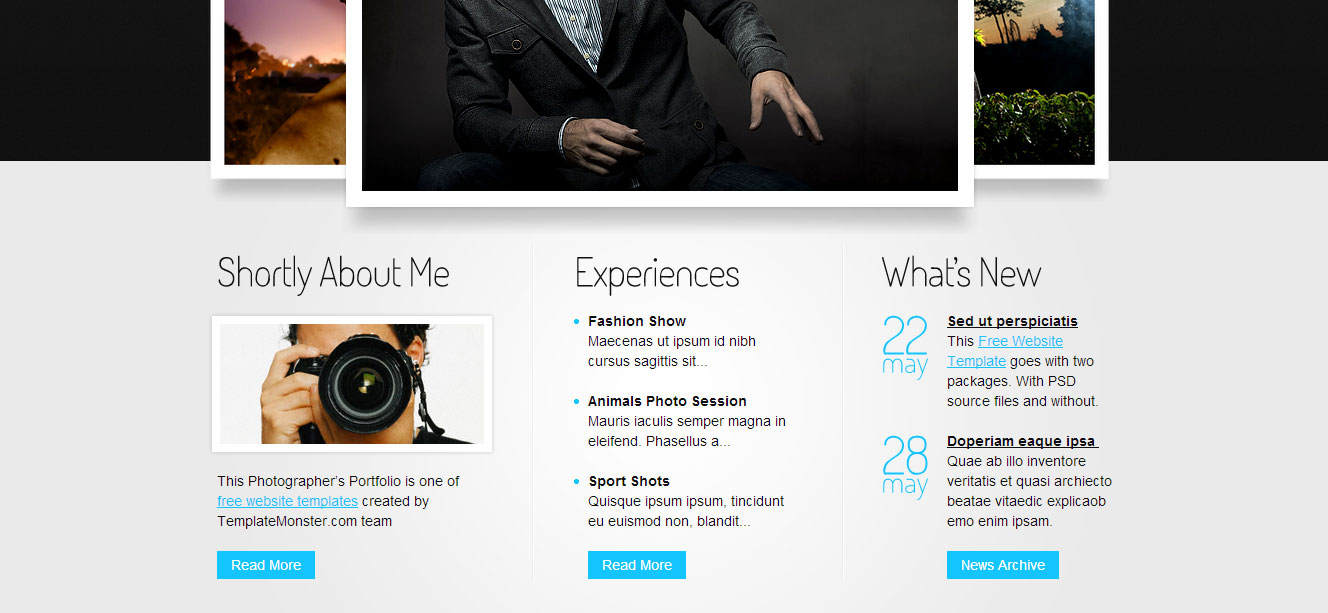 Shortly About Me
This Photographer's Portfolio is one of
free website templates created by
TemplateMonster.com team
Read More
Experiences
Fashion Show
Maecenas ut ipsum id nibh
cursus sagittis sit...
Animals Photo Session
Mauris iaculis semper magna in
eleifend. Phasellus a...
Sport Shots
Quisque ipsum ipsum, tincidunt
eu euismod non, blandit...
Read More
What's New
22
may
Sed ut perspiciatis
This Free Website
Template goes with two
packages. With PSD
source files and without.
28
may
Doperiam eaque ipsa
Quae ab illo inventore
veritatis et quasi archiecto
beatae vitaedic explicaob
emo enim ipsam.
News Archive